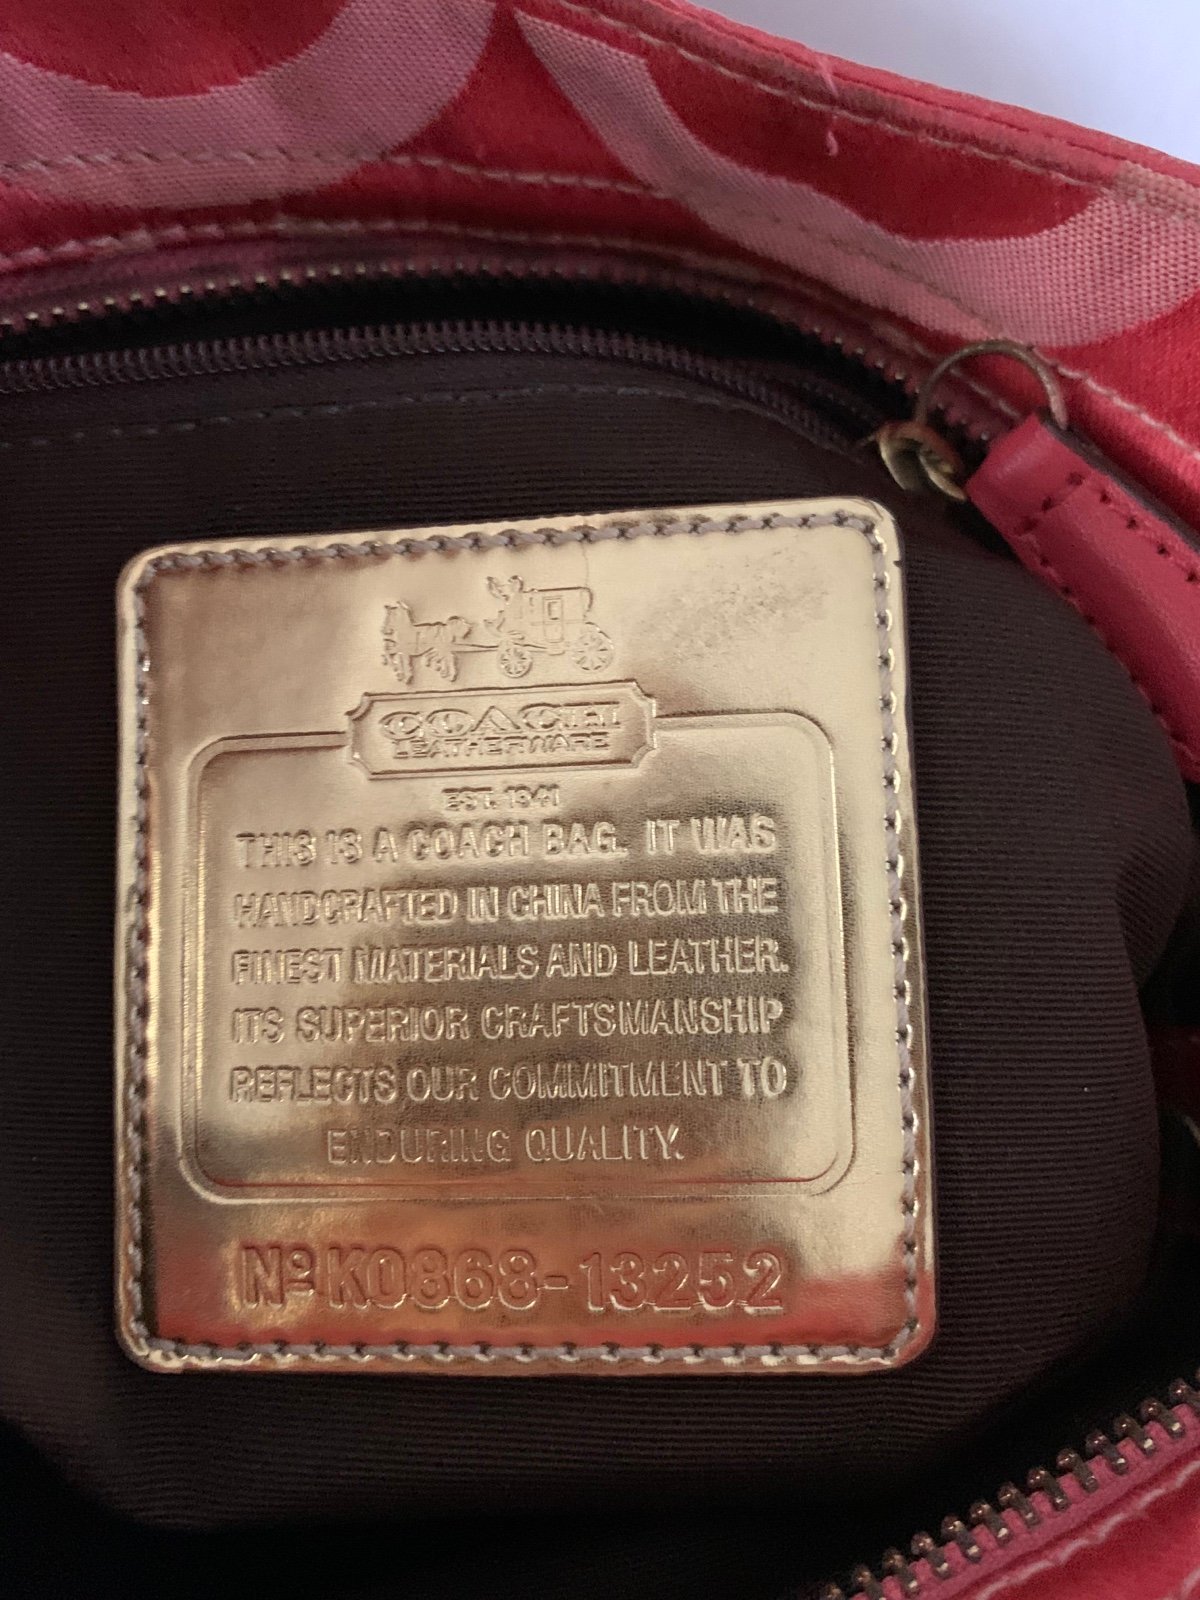 COACH
LEATHERWARE
EST. 1941
THIS IS A COACH BAG. IT WAS
HANDCRAFTED IN CHINA FROM THE
FINEST MATERIALS AND LEATHER.
ITS SUPERIOR CRAFTSMANSHIP
REFLECTS OUR COMMITMENT TO
ENDURING QUALITY.
Nº K0868-13252